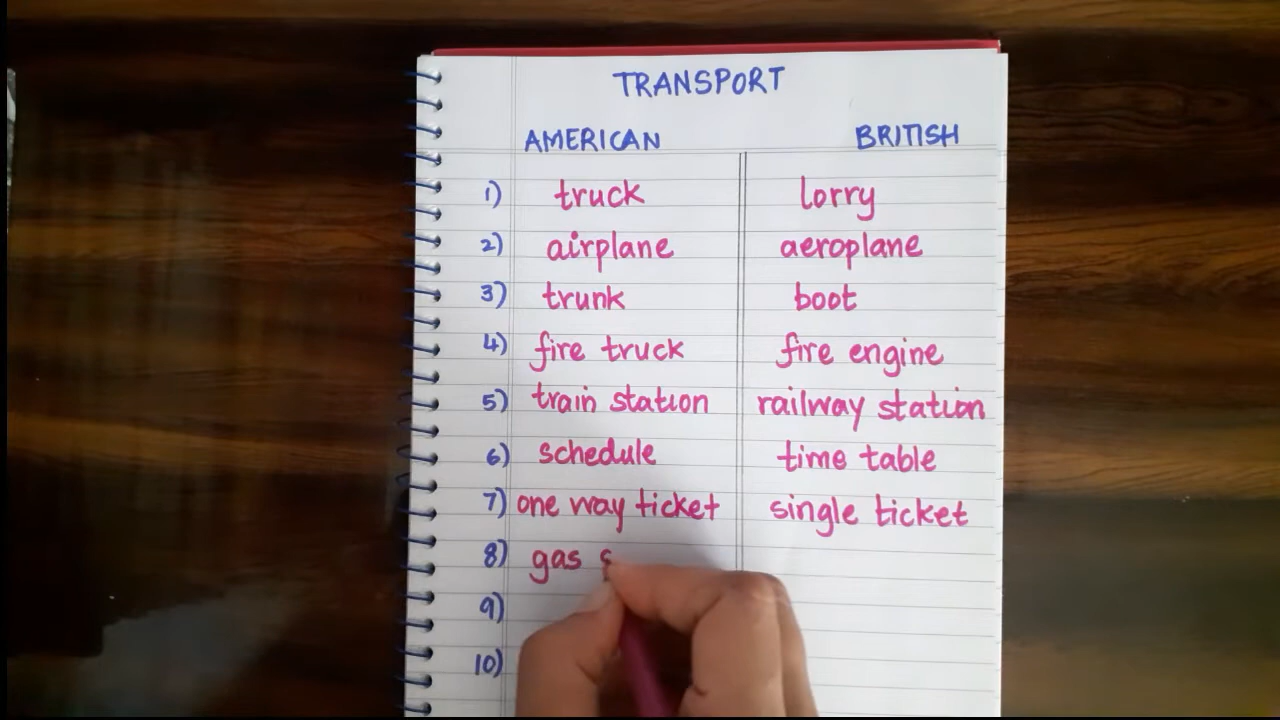 TRANSPORT
AMERICAN BRITISH
1) truck lorry
2) airplane aeroplane
3) trunk boot
4) fire truck fire engine
5) train station railway station
6) schedule time table
7) one way ticket single ticket
8) gas s
9)
10)